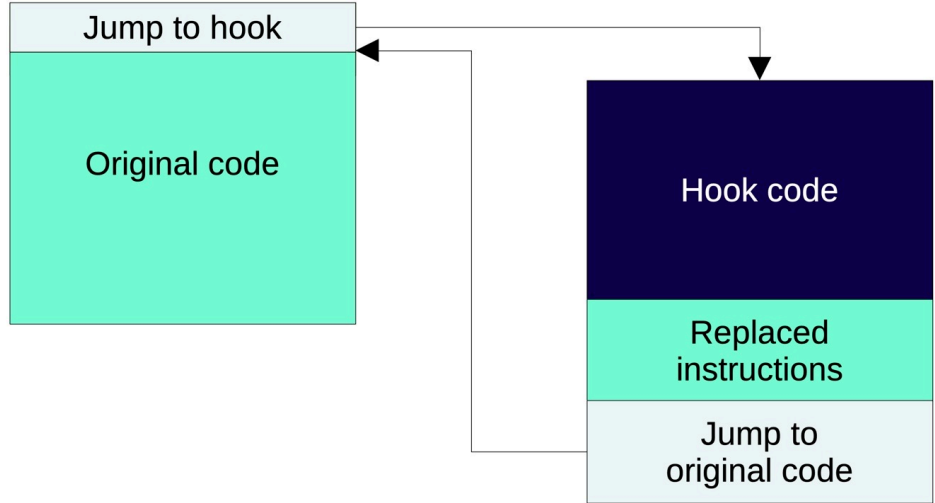 Jump to hook
Original code
Hook code
Replaced
instructions
Jump to
original code